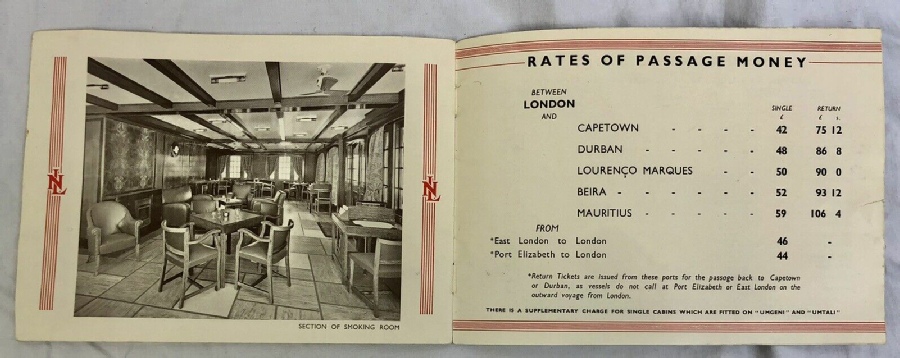 NL
NL
SECTION OF SMOKING ROOM
RATES OF PASSAGE MONEY
BETWEEN
LONDON
AND
SINGLE RETURN
£ £ s.
CAPETOWN - - - - 42 75 12
DURBAN - - - - - 48 86 8
LOURENÇO MARQUES - - 50 90 0
BEIRA - - - - - - 52 93 12
MAURITIUS - - - - - 59 106 4
FROM
*East London to London 46 -
*Port Elizabeth to London 44 -
*Return Tickets are issued from these ports for the passage back to Capetown
or Durban, as vessels do not call at Port Elizabeth or East London on the
outward voyage from London.
THERE IS A SUPPLEMENTARY CHARGE FOR SINGLE CABINS WHICH ARE FITTED ON "UMGENI" AND "UMTALI"